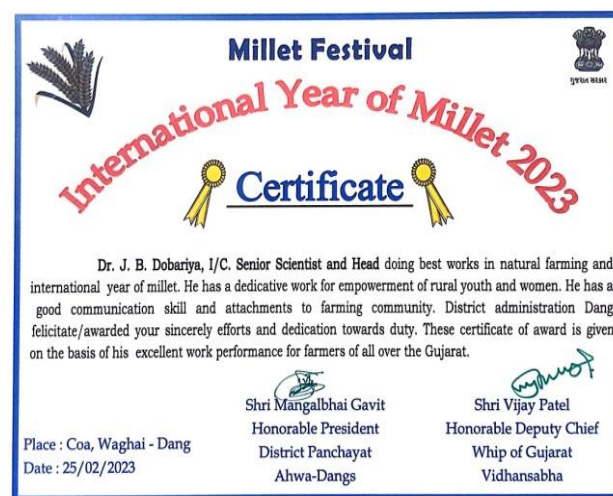 Millet Festival
ગુજરાત સરકાર
International Year of Millet 2023
Certificate
Dr. J. B. Dobariya, I/C. Senior Scientist and Head doing best works in natural farming and
international year of millet. He has a dedicative work for empowerment of rural youth and women. He has a
good communication skill and attachments to farming community. District administration Dang
felicitate/awarded your sincerely efforts and dedication towards duty. These certificate of award is given
on the basis of his excellent work performance for farmers of all over the Gujarat.
Shri Mangalbhai Gavit
Honorable President
District Panchayat
Ahwa-Dangs
Shri Vijay Patel
Honorable Deputy Chief
Whip of Gujarat
Vidhansabha
Place : Coa, Waghai - Dang
Date : 25/02/2023